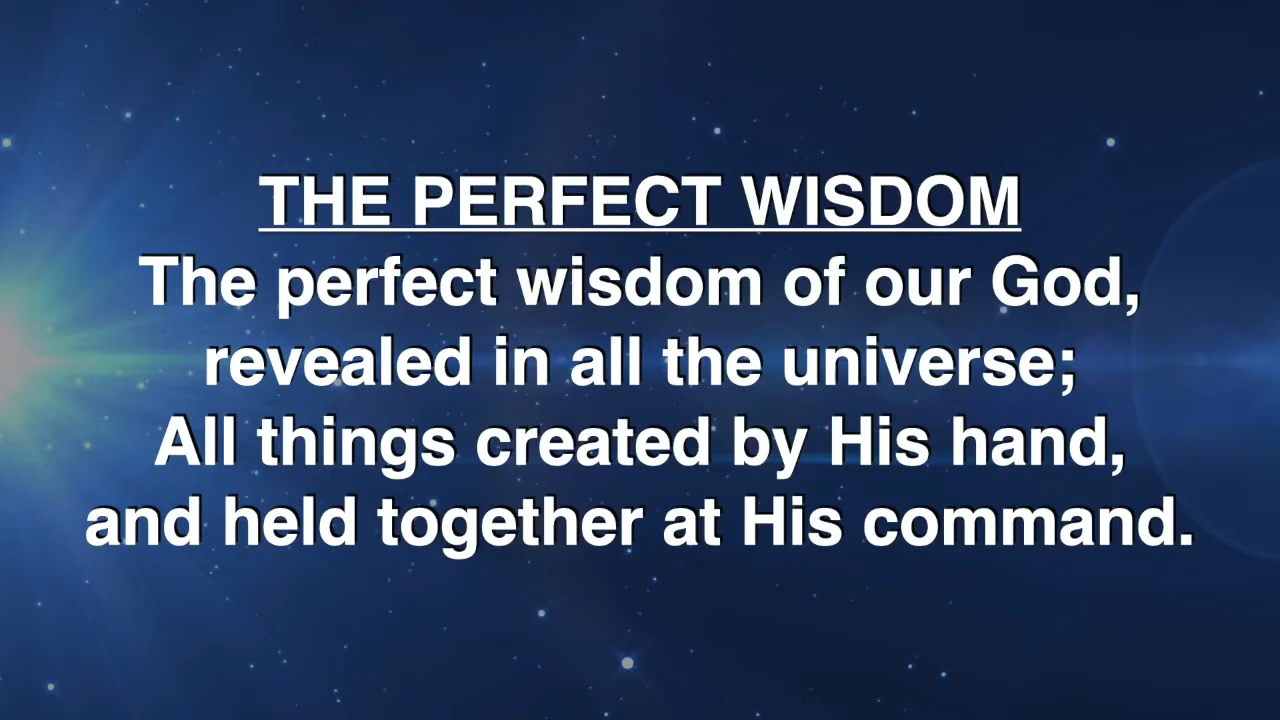 THE PERFECT WISDOM
The perfect wisdom of our God,
revealed in all the universe;
All things created by His hand,
and held together at His command.